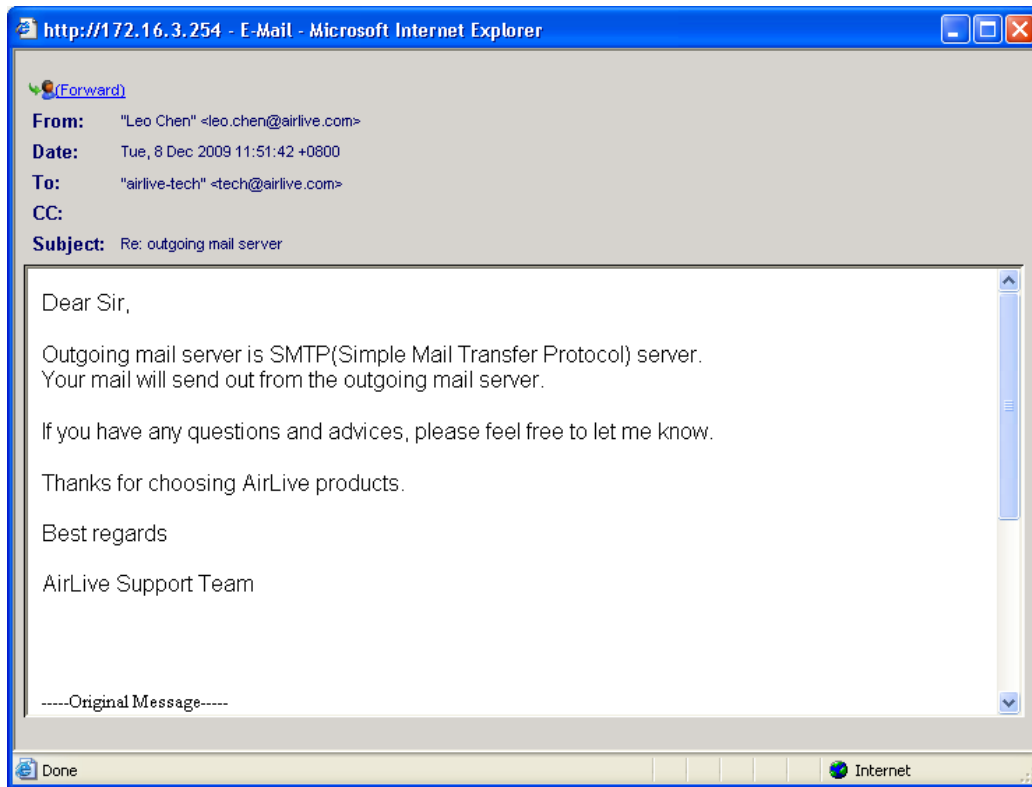 http://172.16.3.254 - E-Mail - Microsoft Internet Explorer
(Forward)
From: "Leo Chen" <leo.chen@airlive.com>
Date: Tue, 8 Dec 2009 11:51:42 +0800
To: "airlive-tech" <tech@airlive.com>
CC:
Subject: Re: outgoing mail server
Dear Sir,
Outgoing mail server is SMTP(Simple Mail Transfer Protocol) server.
Your mail will send out from the outgoing mail server.
If you have any questions and advices, please feel free to let me know.
Thanks for choosing AirLive products.
Best regards
AirLive Support Team
-----Original Message-----
Done Internet